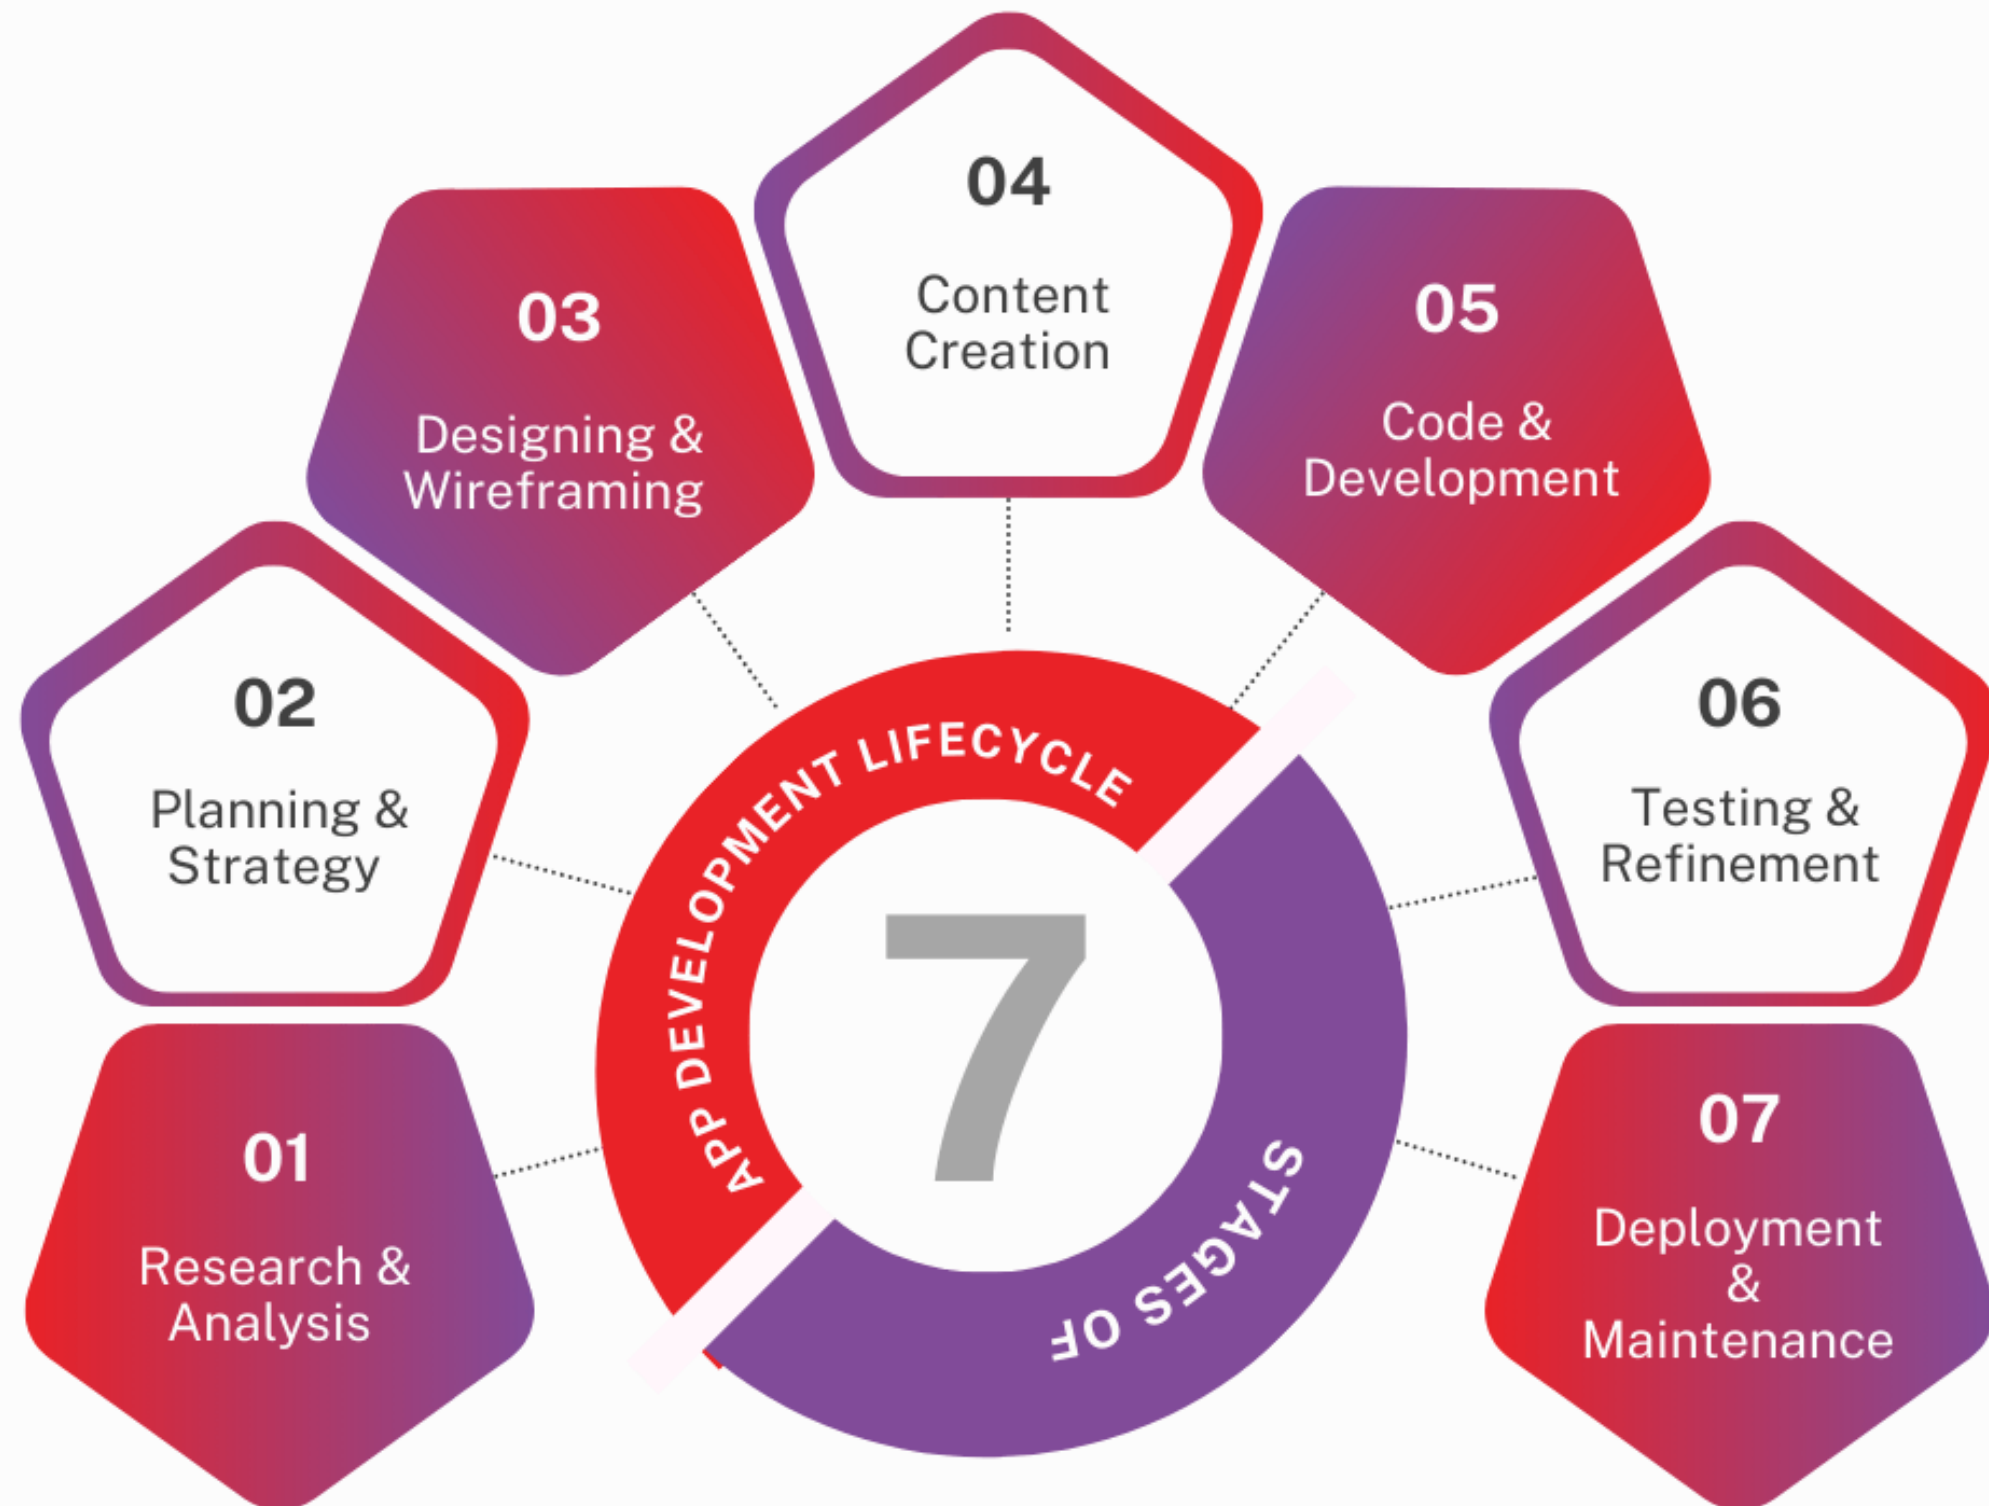 01
Research &
Analysis
02
Planning &
Strategy
03
Designing &
Wireframing
04
Content
Creation
05
Code &
Development
06
Testing &
Refinement
07
Deployment
&
Maintenance
7
STAGES OF
APP DEVELOPMENT LIFECYCLE